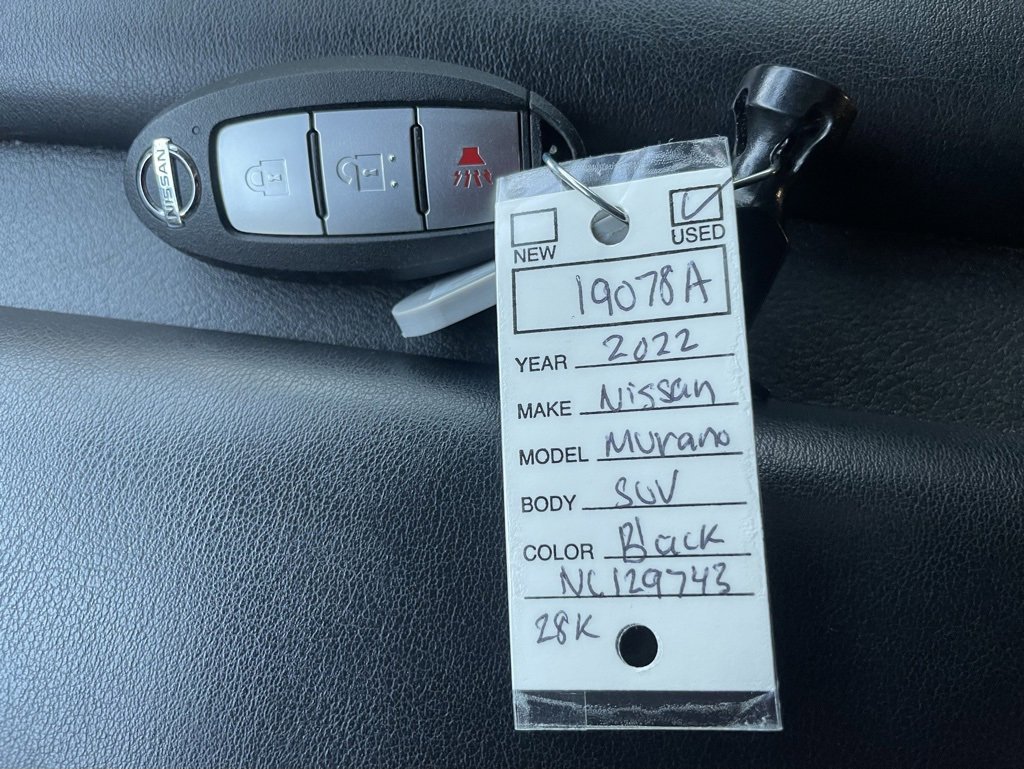 NISSAN
NEW
USED
19078A
YEAR 2022
MAKE Nissan
MODEL Murano
BODY SUV
COLOR Black
NC129743
28K